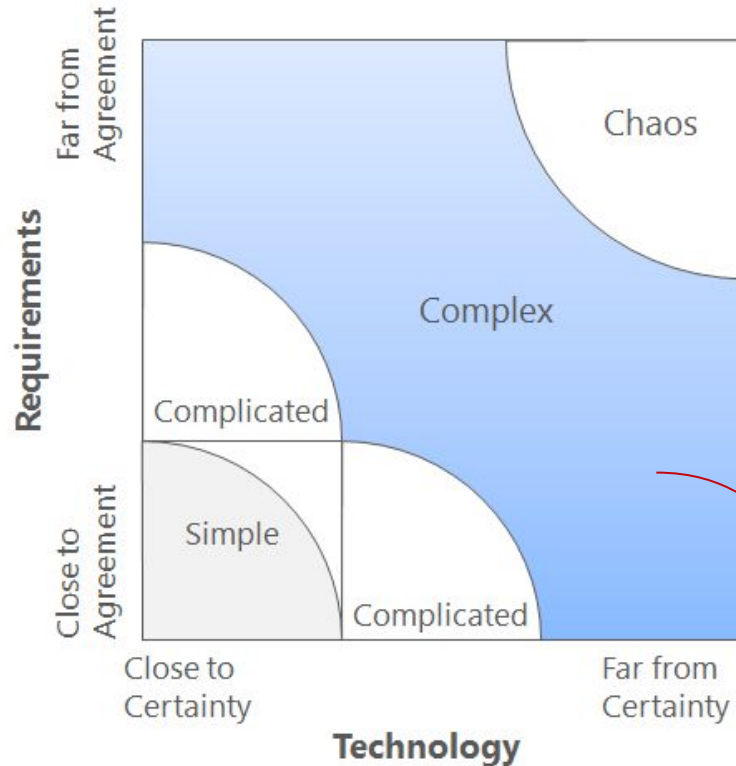 Far from
Agreement
Chaos
Requirements
Complex
Complicated
Simple
Close to
Agreement
Complicated
Close to
Certainty
Far from
Certainty
Technology